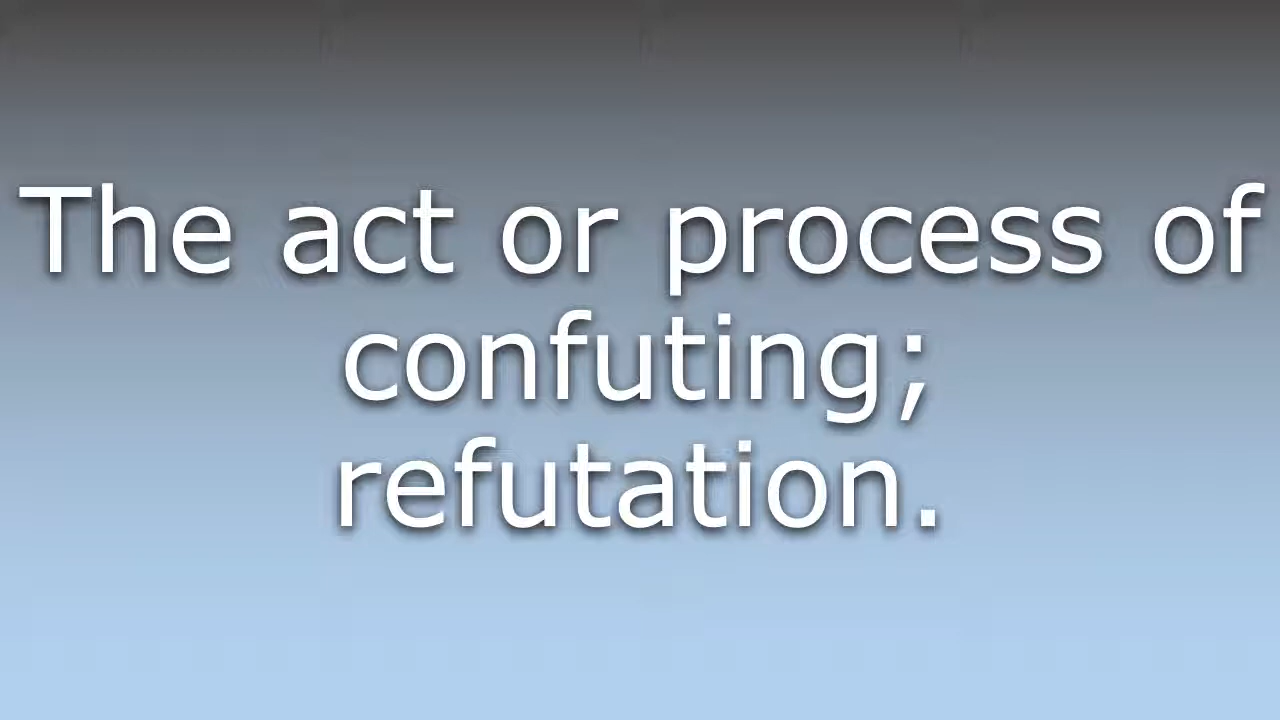 The act or process of
confuting;
refutation.